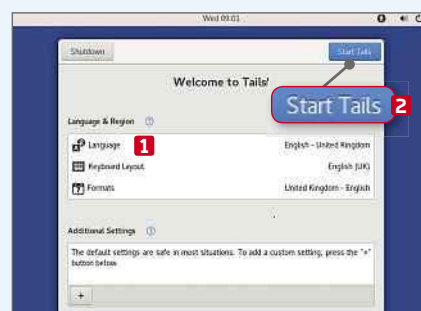 Wed 09:01
Shutdown
Start Tails
Welcome to Tails!
Start Tails 2
Language & Region
Language 1 English - United Kingdom
Keyboard Layout English (UK)
Formats United Kingdom - English
Additional Settings
The default settings are safe in most situations. To add a custom setting, press the "+"
button below
+